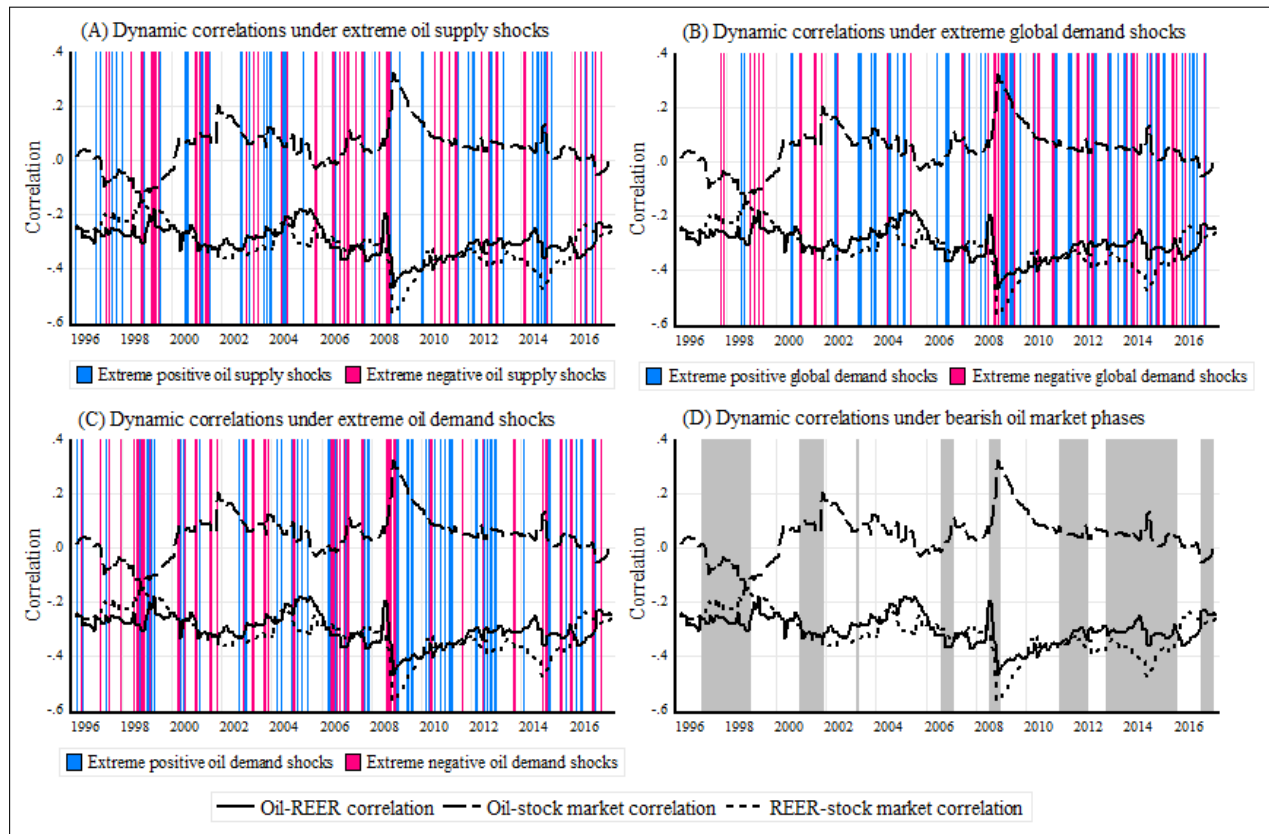 (A) Dynamic correlations under extreme oil supply shocks
.4
.2
.0
-.2
-.4
-.6
Correlation
1996 1998 2000 2002 2004 2006 2008 2010 2012 2014 2016
Extreme positive oil supply shocks Extreme negative oil supply shocks
(B) Dynamic correlations under extreme global demand shocks
.4
.2
.0
-.2
-.4
-.6
Correlation
1996 1998 2000 2002 2004 2006 2008 2010 2012 2014 2016
Extreme positive global demand shocks Extreme negative global demand shocks
(C) Dynamic correlations under extreme oil demand shocks
.4
.2
.0
-.2
-.4
-.6
Correlation
1996 1998 2000 2002 2004 2006 2008 2010 2012 2014 2016
Extreme positive oil demand shocks Extreme negative oil demand shocks
(D) Dynamic correlations under bearish oil market phases
.4
.2
.0
-.2
-.4
-.6
Correlation
1996 1998 2000 2002 2004 2006 2008 2010 2012 2014 2016
Oil-REER correlation Oil-stock market correlation REER-stock market correlation